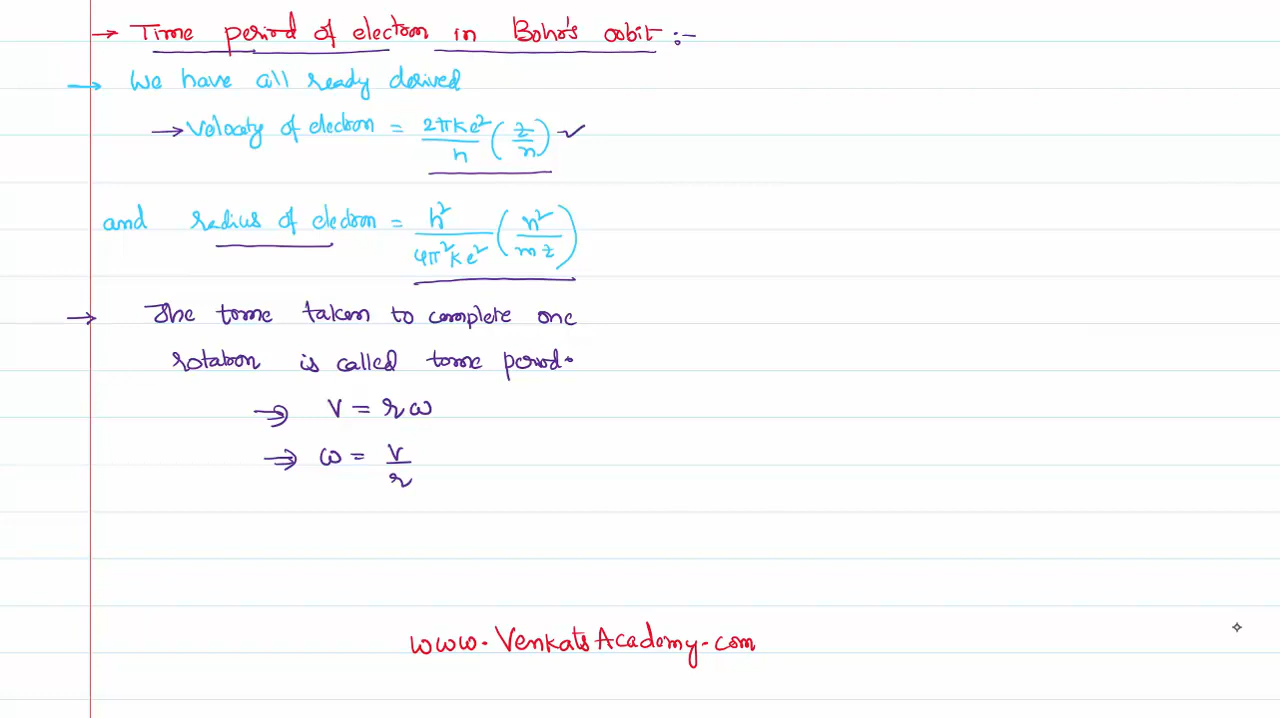 → Time period of electron in Bohr's orbit :-
→ We have all ready derived
→ Velocity of electron = 2πke²/h (z/n) ✓
and radius of electron = h²/4π²ke² (n²/mz)
→ The time taken to complete one
rotation is called time period.
⇒ V = rω
⇒ ω = V/r
www.VenkatsAcademy.com